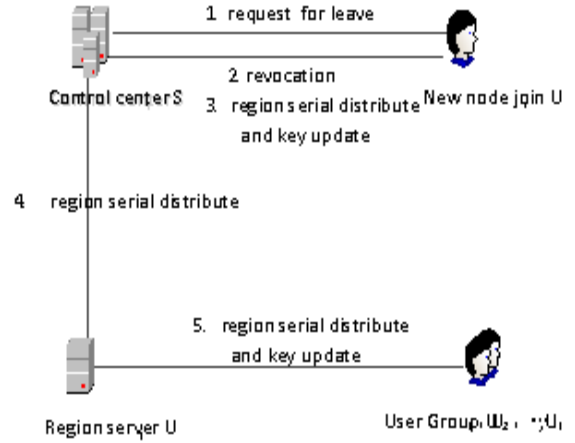 1 request for leave
2 revocation
Control center S
3. region serial distribute
New node join U
and key update
4 region serial distribute
5. region serial distribute
and key update
Region server U
User Group